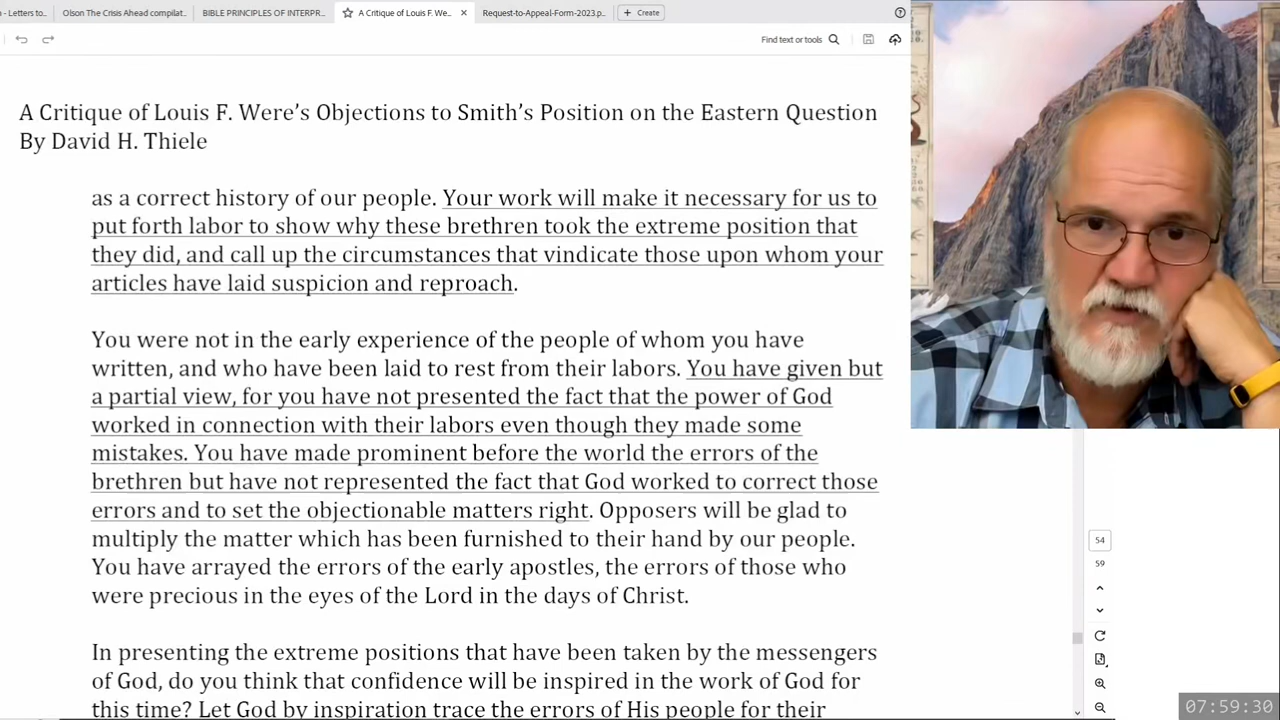 - Letters to..
Olson The Crisis Ahead compilat..
BIBLE PRINCIPLES OF INTERPR...
A Critique of Louis F. We...
Request-to-Appeal-Form-2023.p...
Create
Find text or tools
A Critique of Louis F. Were's Objections to Smith's Position on the Eastern Question
By David H. Thiele
as a correct history of our people. Your work will make it necessary for us to
put forth labor to show why these brethren took the extreme position that
they did, and call up the circumstances that vindicate those upon whom your
articles have laid suspicion and reproach.
You were not in the early experience of the people of whom you have
written, and who have been laid to rest from their labors. You have given but
a partial view, for you have not presented the fact that the power of God
worked in connection with their labors even though they made some
mistakes. You have made prominent before the world the errors of the
brethren but have not represented the fact that God worked to correct those
errors and to set the objectionable matters right. Opposers will be glad to
multiply the matter which has been furnished to their hand by our people.
You have arrayed the errors of the early apostles, the errors of those who
were precious in the eyes of the Lord in the days of Christ.
In presenting the extreme positions that have been taken by the messengers
of God, do you think that confidence will be inspired in the work of God for
this time? Let God by inspiration trace the errors of His people for their
54
59
07:59:30